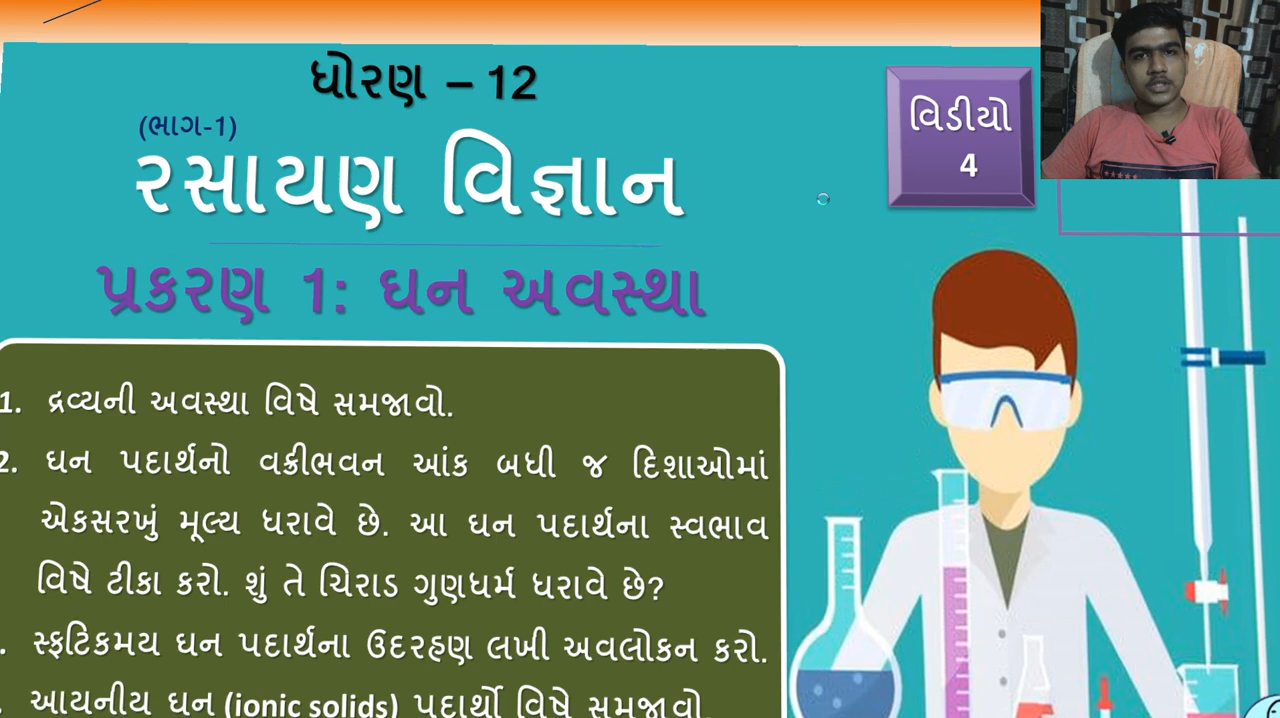 ધોરણ – 12
(ભાગ-1)
રસાયણ વિજ્ઞાન
વિડીયો
4
પ્રકરણ 1: ઘન અવસ્થા
1. દ્રવ્યની અવસ્થા વિષે સમજાવો.
2. ઘન પદાર્થનો વક્રીભવન આંક બધી જ દિશાઓમાં
એકસરખું મૂલ્ય ધરાવે છે. આ ઘન પદાર્થના સ્વભાવ
વિષે ટીકા કરો. શું તે ચિરાડ ગુણધર્મ ધરાવે છે?
. સ્ફટિકમય ઘન પદાર્થના ઉદરહણ લખી અવલોકન કરો.
. આયનીય ઘન (ionic solids) પદાર્થો વિષે સમજાવો.